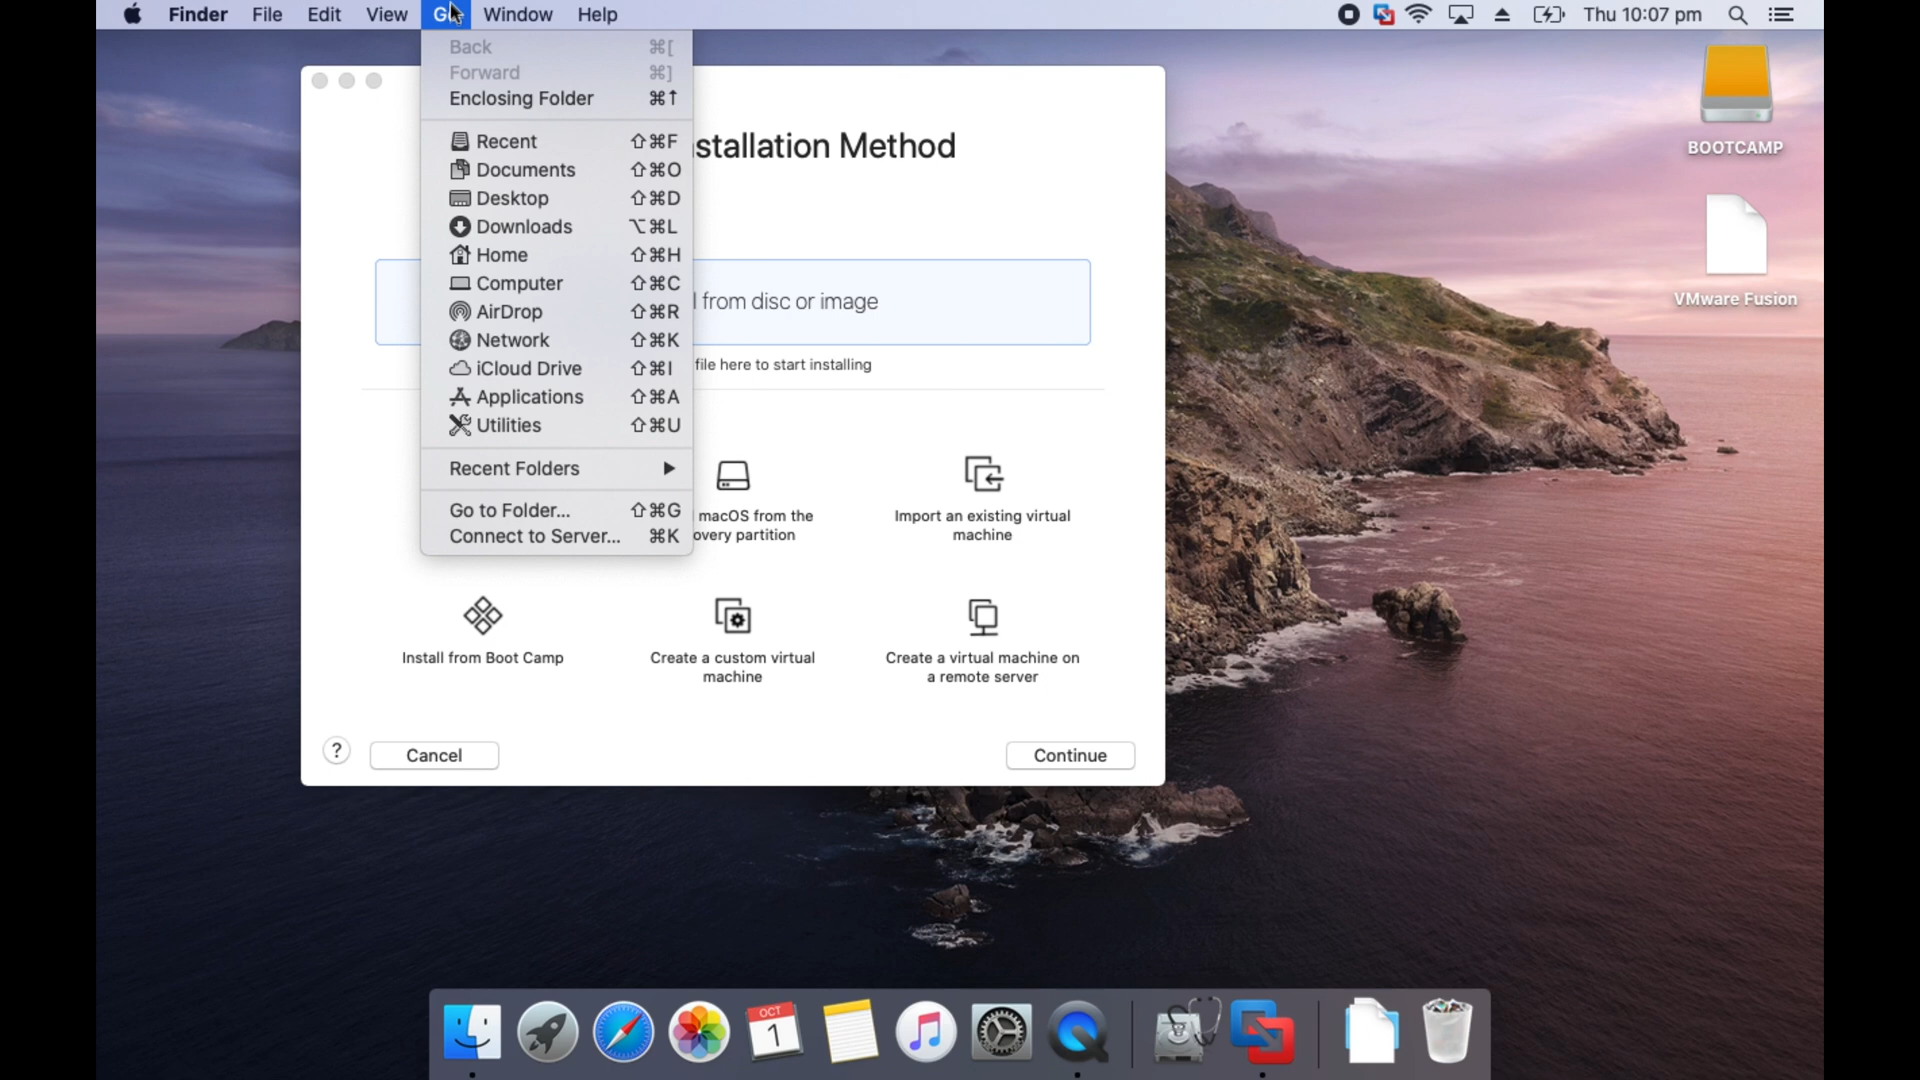 Finder File Edit View Go Window Help Thu 10:07 pm
Back ⌘[
Forward ⌘]
Enclosing Folder ⌘↑
Recent ⇧⌘F
Documents ⇧⌘O
Desktop ⇧⌘D
Downloads ⌥⌘L
Home ⇧⌘H
Computer ⇧⌘C
AirDrop ⇧⌘R
Network ⇧⌘K
iCloud Drive ⇧⌘I
Applications ⇧⌘A
Utilities ⇧⌘U
Recent Folders ▶
Go to Folder... ⇧⌘G
Connect to Server... ⌘K
stallation Method
from disc or image
file here to start installing
macOS from the
overy partition
Import an existing virtual
machine
Install from Boot Camp
Create a custom virtual
machine
Create a virtual machine on
a remote server
?
Cancel
Continue
BOOTCAMP
VMware Fusion
OCT
1